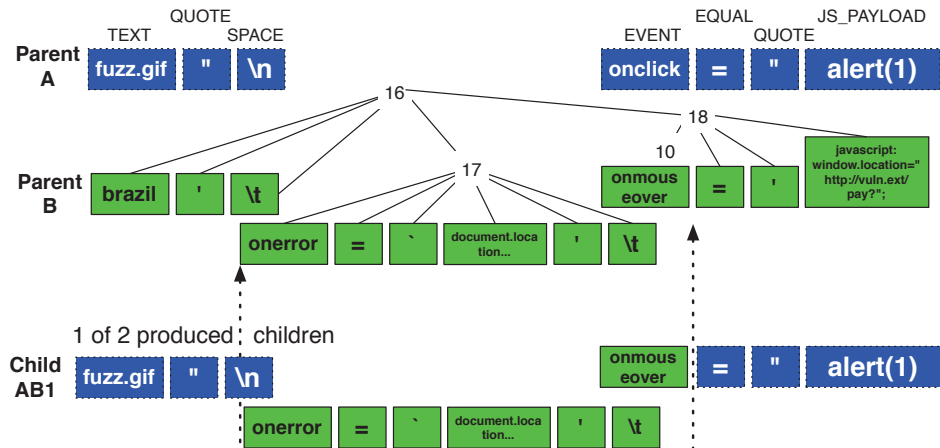 QUOTE
EQUAL
JS_PAYLOAD
TEXT
SPACE
EVENT
QUOTE
Parent
A
fuzz.gif
"
\n
onclick
=
"
alert(1)
16
18
10
17
Parent
B
brazil
'
\t
onmous
eover
=
'
javascript:
window.location="
http://vuln.ext/
pay?";
onerror
=
`
document.loca
tion...
'
\t
1 of 2 produced children
Child
AB1
fuzz.gif
"
\n
onmous
eover
=
"
alert(1)
onerror
=
`
document.loca
tion...
'
\t